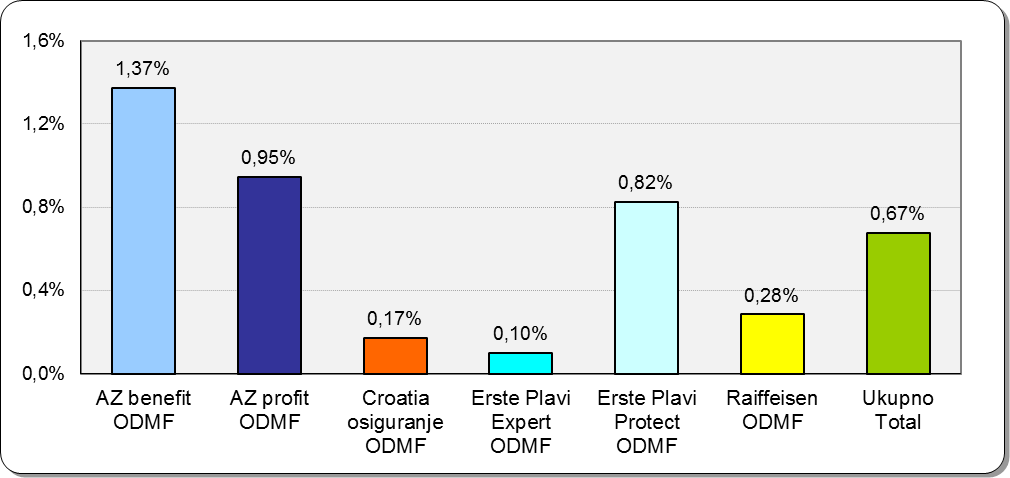 1,6%
1,2%
0,8%
0,4%
0,0%
1,37%
0,95%
0,17%
0,10%
0,82%
0,28%
0,67%
AZ benefit
ODMF
AZ profit
ODMF
Croatia
osiguranje
ODMF
Erste Plavi
Expert
ODMF
Erste Plavi
Protect
ODMF
Raiffeisen
ODMF
Ukupno
Total